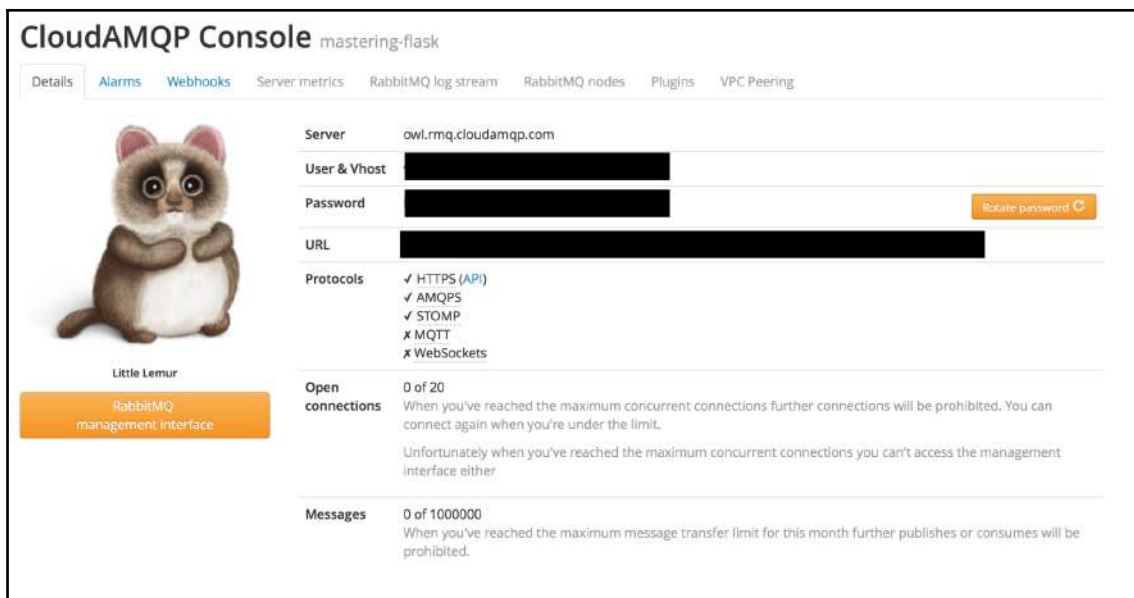 CloudAMQP Console mastering-flask
Details Alarms Webhooks Server metrics RabbitMQ log stream RabbitMQ nodes Plugins VPC Peering
Server owl.rmq.cloudamqp.com
User & Vhost
Password Rotate password
URL
Protocols ✓ HTTPS (API)
✓ AMQPS
✓ STOMP
✗ MQTT
✗ WebSockets
Little Lemur
RabbitMQ
management interface
Open connections 0 of 20
When you've reached the maximum concurrent connections further connections will be prohibited. You can
connect again when you're under the limit.
Unfortunately when you've reached the maximum concurrent connections you can't access the management
interface either
Messages 0 of 1000000
When you've reached the maximum message transfer limit for this month further publishes or consumes will be
prohibited.